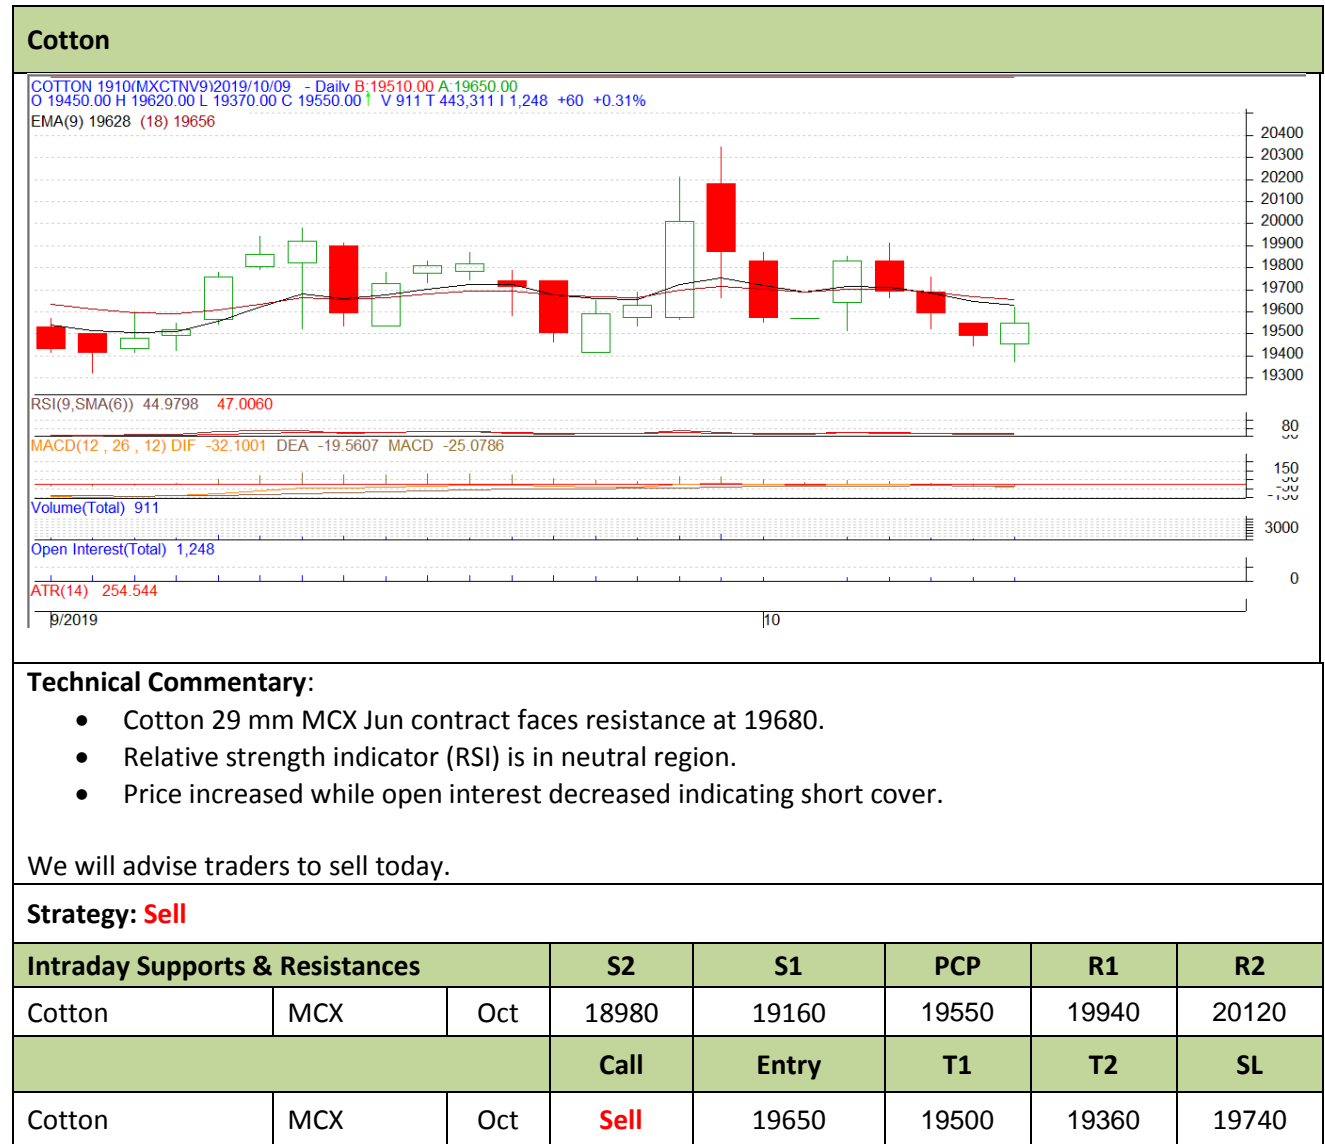 Cotton
COTTON 1910(MXCTNV9)2019/10/09 - Daily B:19510.00 A:19650.00
O 19450.00 H 19620.00 L 19370.00 C 19550.00 ↑ V 911 T 443,311 I 1,248 +60 +0.31%
EMA(9) 19628 (18) 19656
20400
20300
20200
20100
20000
19900
19800
19700
19600
19500
19400
19300
RSI(9,SMA(6)) 44.9798 47.0060
80
MACD(12 , 26 , 12) DIF -32.1001 DEA -19.5607 MACD -25.0786
150
Volume(Total) 911
3000
Open Interest(Total) 1,248
0
ATR(14) 254.544
9/2019 10
Technical Commentary:
• Cotton 29 mm MCX Jun contract faces resistance at 19680.
• Relative strength indicator (RSI) is in neutral region.
• Price increased while open interest decreased indicating short cover.
We will advise traders to sell today.
Strategy: Sell
Intraday Supports & Resistances S2 S1 PCP R1 R2
Cotton MCX Oct 18980 19160 19550 19940 20120
Call Entry T1 T2 SL
Cotton MCX Oct Sell 19650 19500 19360 19740